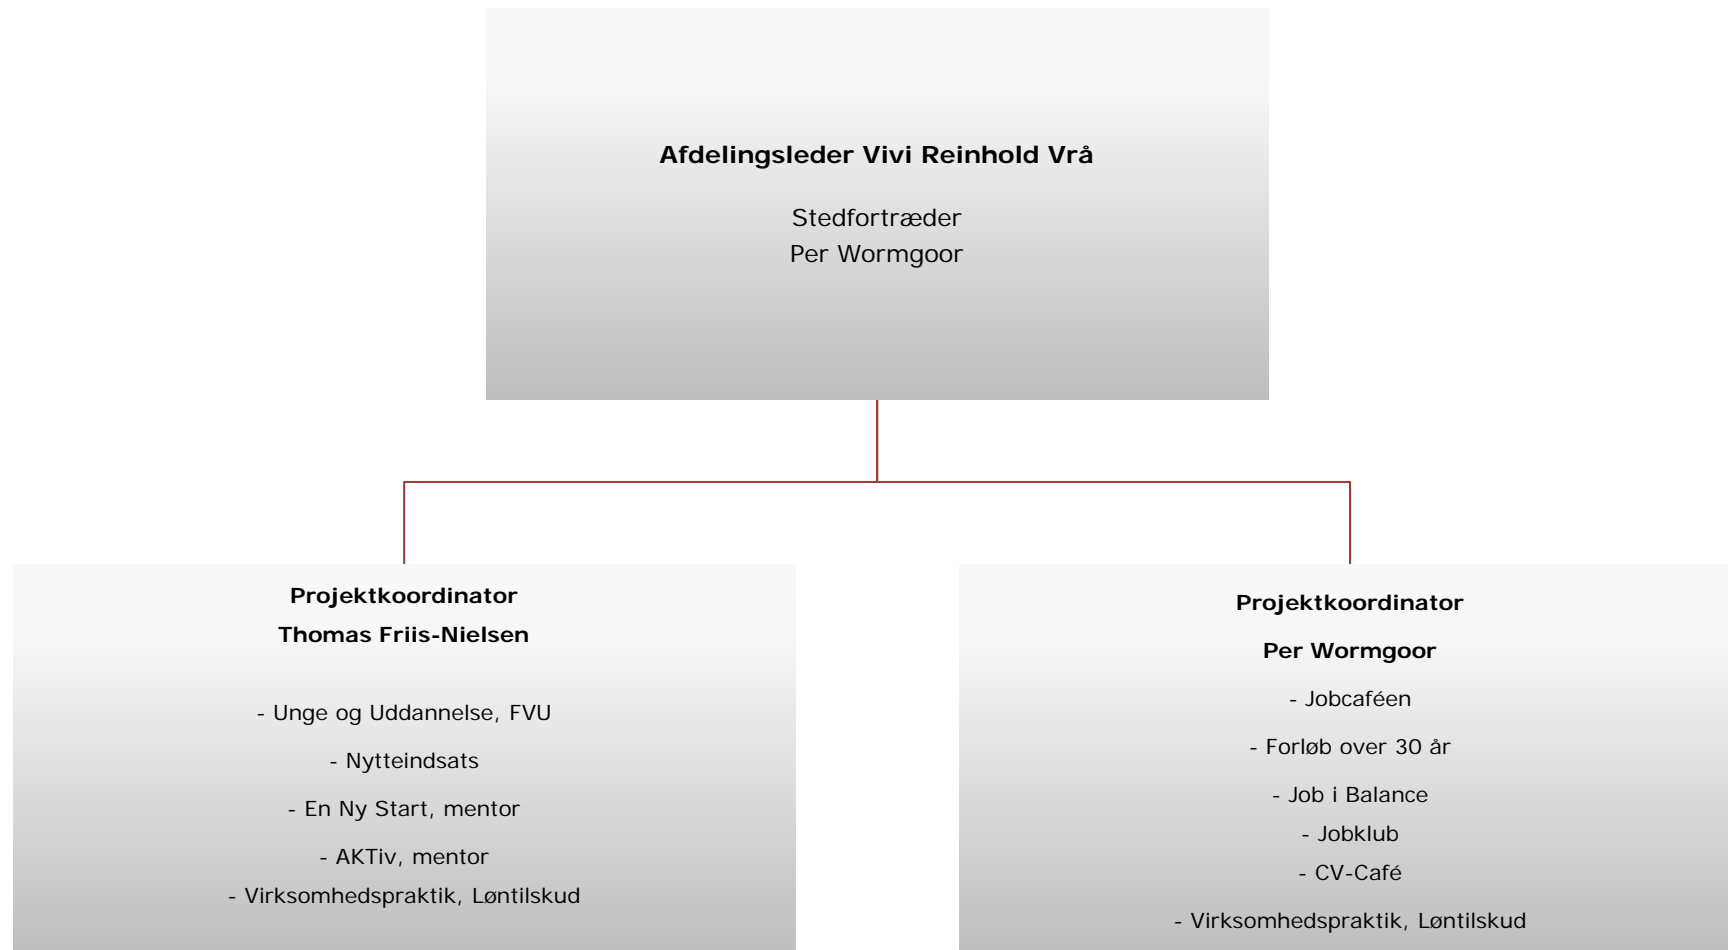 Afdelingsleder Vivi Reinhold Vrå
Stedfortræder
Per Wormgoor
Projektkoordinator
Thomas Friis-Nielsen
- Unge og Uddannelse, FVU
- Nytteindsats
- En Ny Start, mentor
- AKTiv, mentor
- Virksomhedspraktik, Løntilskud
Projektkoordinator
Per Wormgoor
- Jobcaféen
- Forløb over 30 år
- Job i Balance
- Jobklub
- CV-Café
- Virksomhedspraktik, Løntilskud